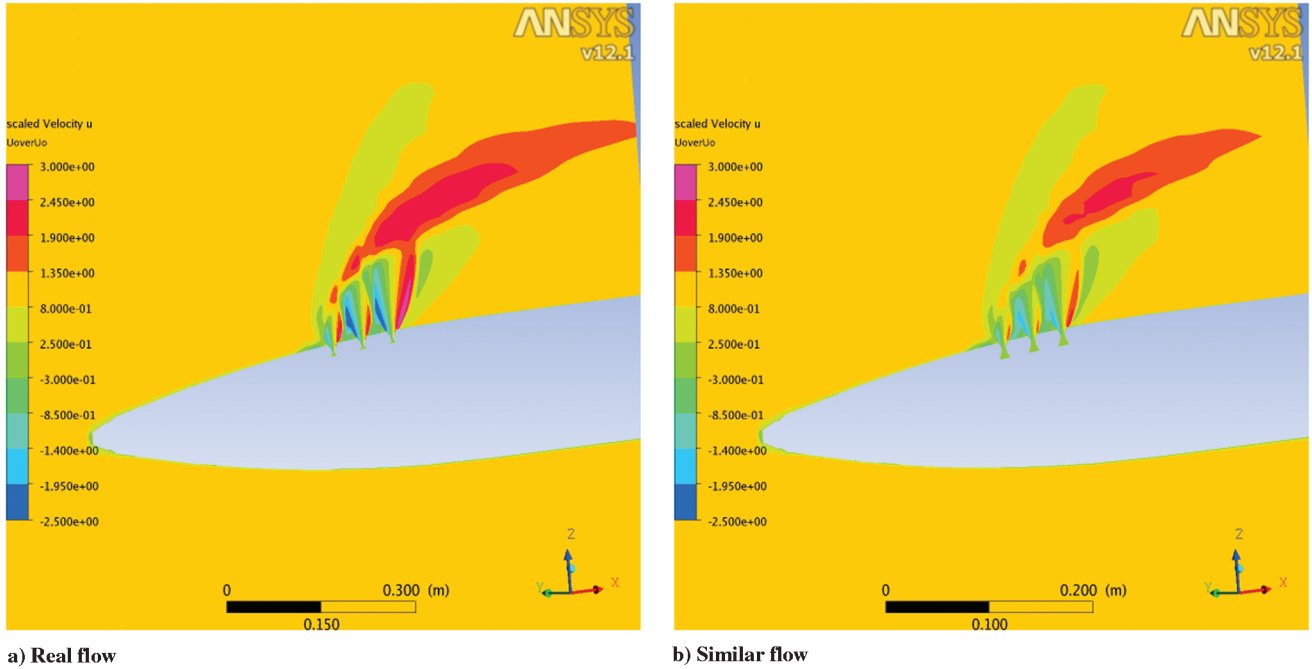 ANSYS
v12.1
scaled Velocity u
UoverUo
3.000e+00
2.450e+00
1.900e+00
1.350e+00
8.000e-01
2.500e-01
-3.000e-01
-8.500e-01
-1.400e+00
-1.950e+00
-2.500e+00
Z
Y
X
0
0.300 (m)
0.150
a) Real flow
ANSYS
v12.1
scaled Velocity u
UoverUo
3.000e+00
2.450e+00
1.900e+00
1.350e+00
8.000e-01
2.500e-01
-3.000e-01
-8.500e-01
-1.400e+00
-1.950e+00
-2.500e+00
Z
Y
X
0
0.200 (m)
0.100
b) Similar flow